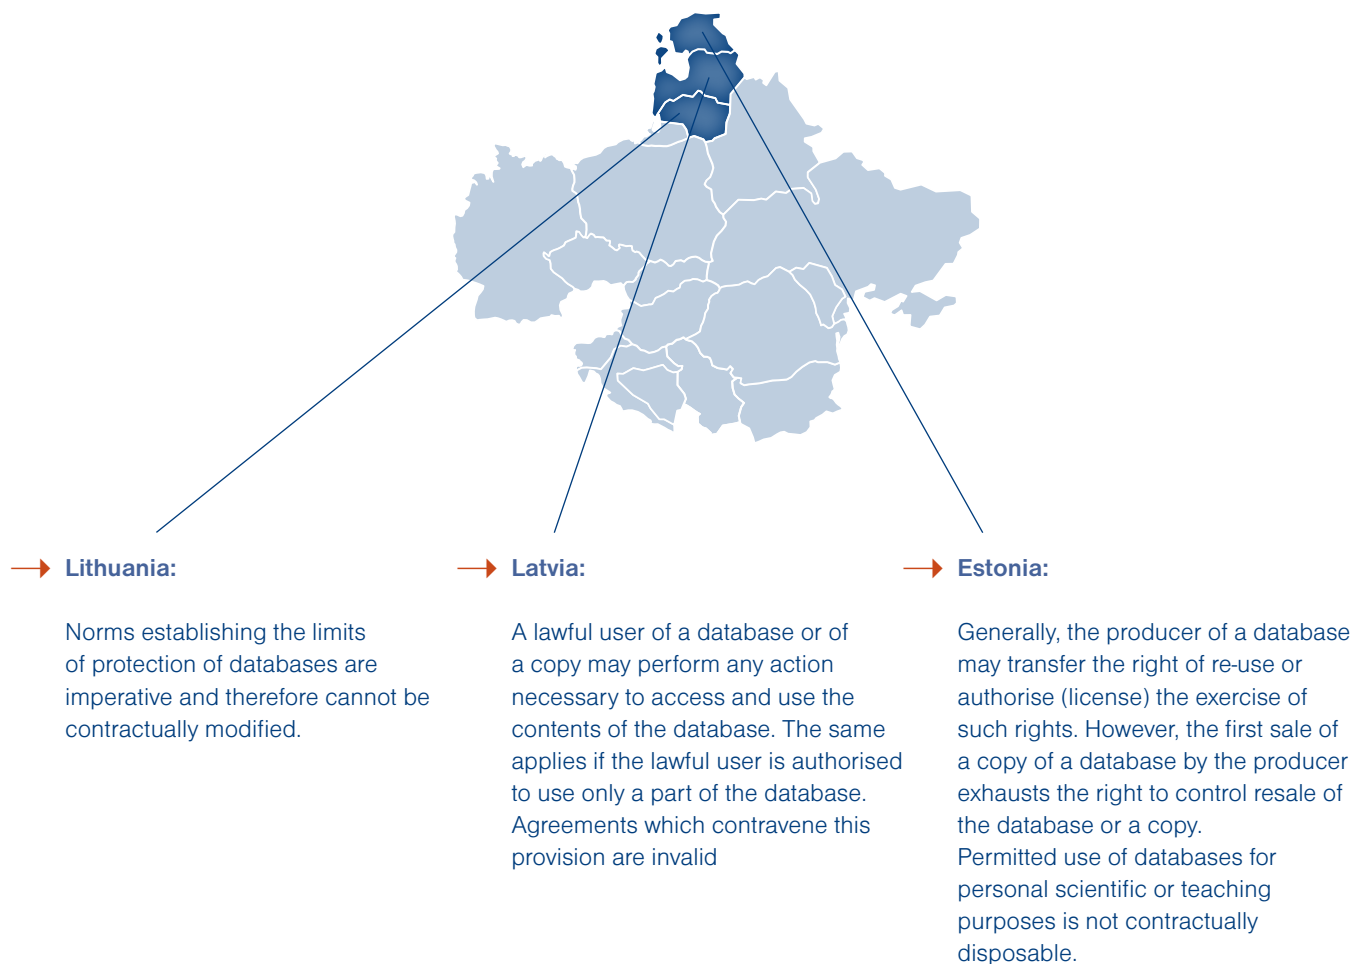 Lithuania:
Norms establishing the limits
of protection of databases are
imperative and therefore cannot be
contractually modified.
Latvia:
A lawful user of a database or of
a copy may perform any action
necessary to access and use the
contents of the database. The same
applies if the lawful user is authorised
to use only a part of the database.
Agreements which contravene this
provision are invalid
Estonia:
Generally, the producer of a database
may transfer the right of re-use or
authorise (license) the exercise of
such rights. However, the first sale of
a copy of a database by the producer
exhausts the right to control resale of
the database or a copy.
Permitted use of databases for
personal scientific or teaching
purposes is not contractually
disposable.